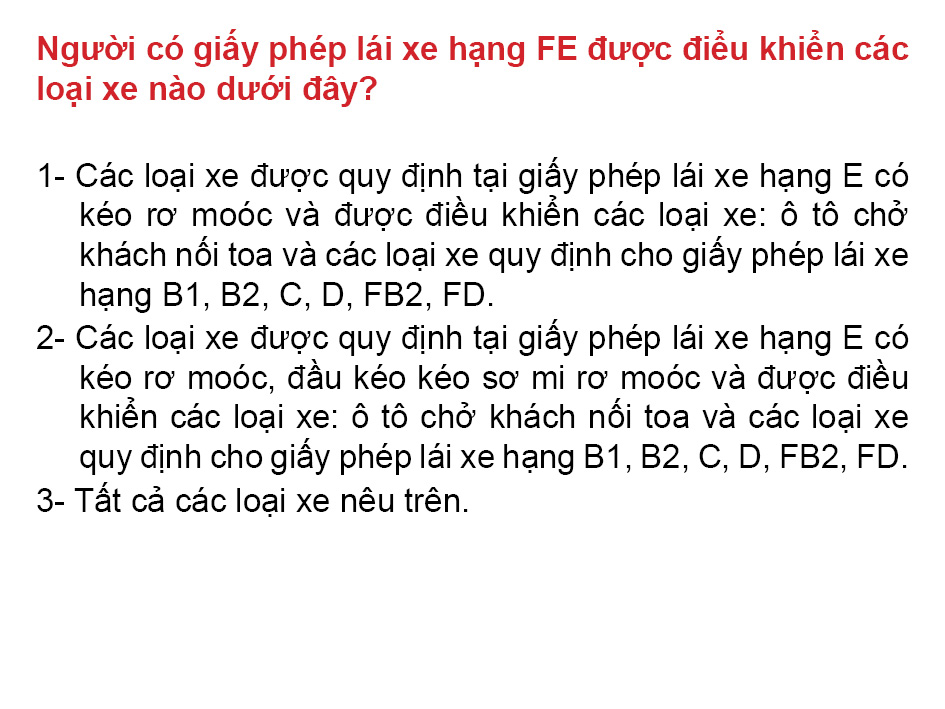 Người có giấy phép lái xe hạng FE được điểu khiển các
loại xe nào dưới đây?
1- Các loại xe được quy định tại giấy phép lái xe hạng E có
kéo rơ moóc và được điều khiển các loại xe: ô tô chở
khách nối toa và các loại xe quy định cho giấy phép lái xe
hạng B1, B2, C, D, FB2, FD.
2- Các loại xe được quy định tại giấy phép lái xe hạng E có
kéo rơ moóc, đầu kéo kéo sơ mi rơ moóc và được điều
khiển các loại xe: ô tô chở khách nối toa và các loại xe
quy định cho giấy phép lái xe hạng B1, B2, C, D, FB2, FD.
3- Tất cả các loại xe nêu trên.